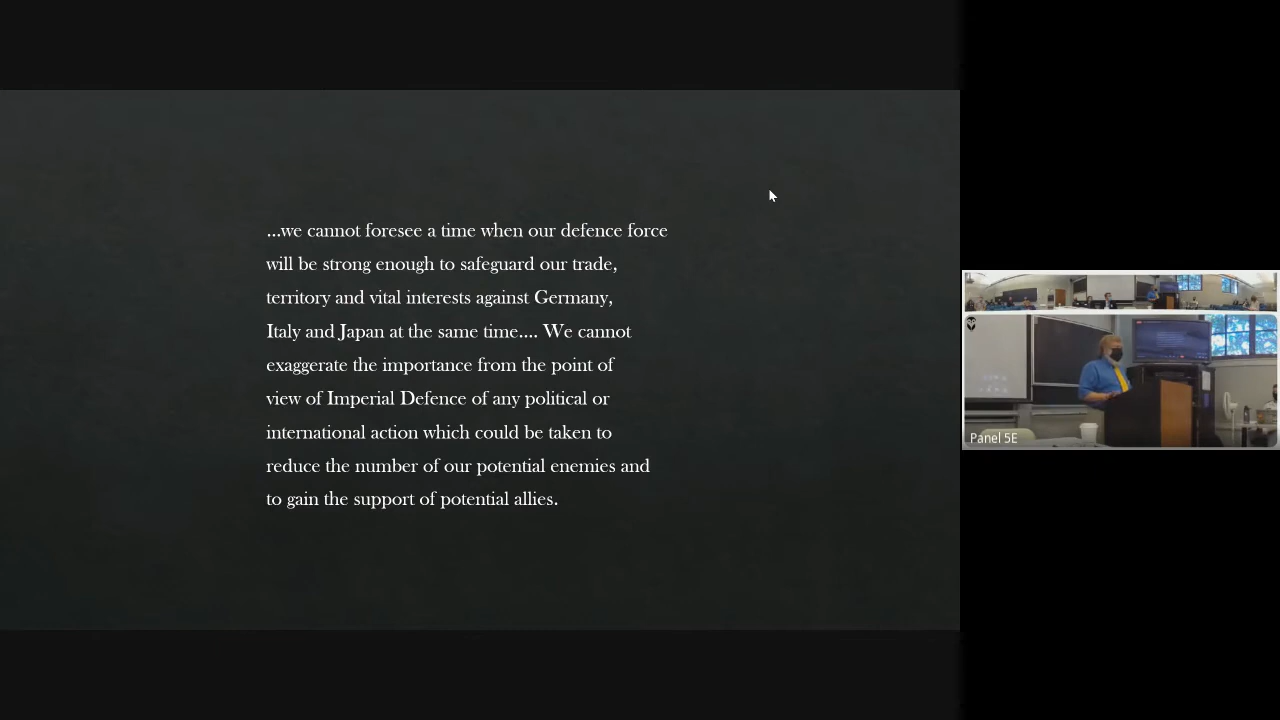 ...we cannot foresee a time when our defence force
will be strong enough to safeguard our trade,
territory and vital interests against Germany,
Italy and Japan at the same time.... We cannot
exaggerate the importance from the point of
view of Imperial Defence of any political or
international action which could be taken to
reduce the number of our potential enemies and
to gain the support of potential allies.
Panel 5E